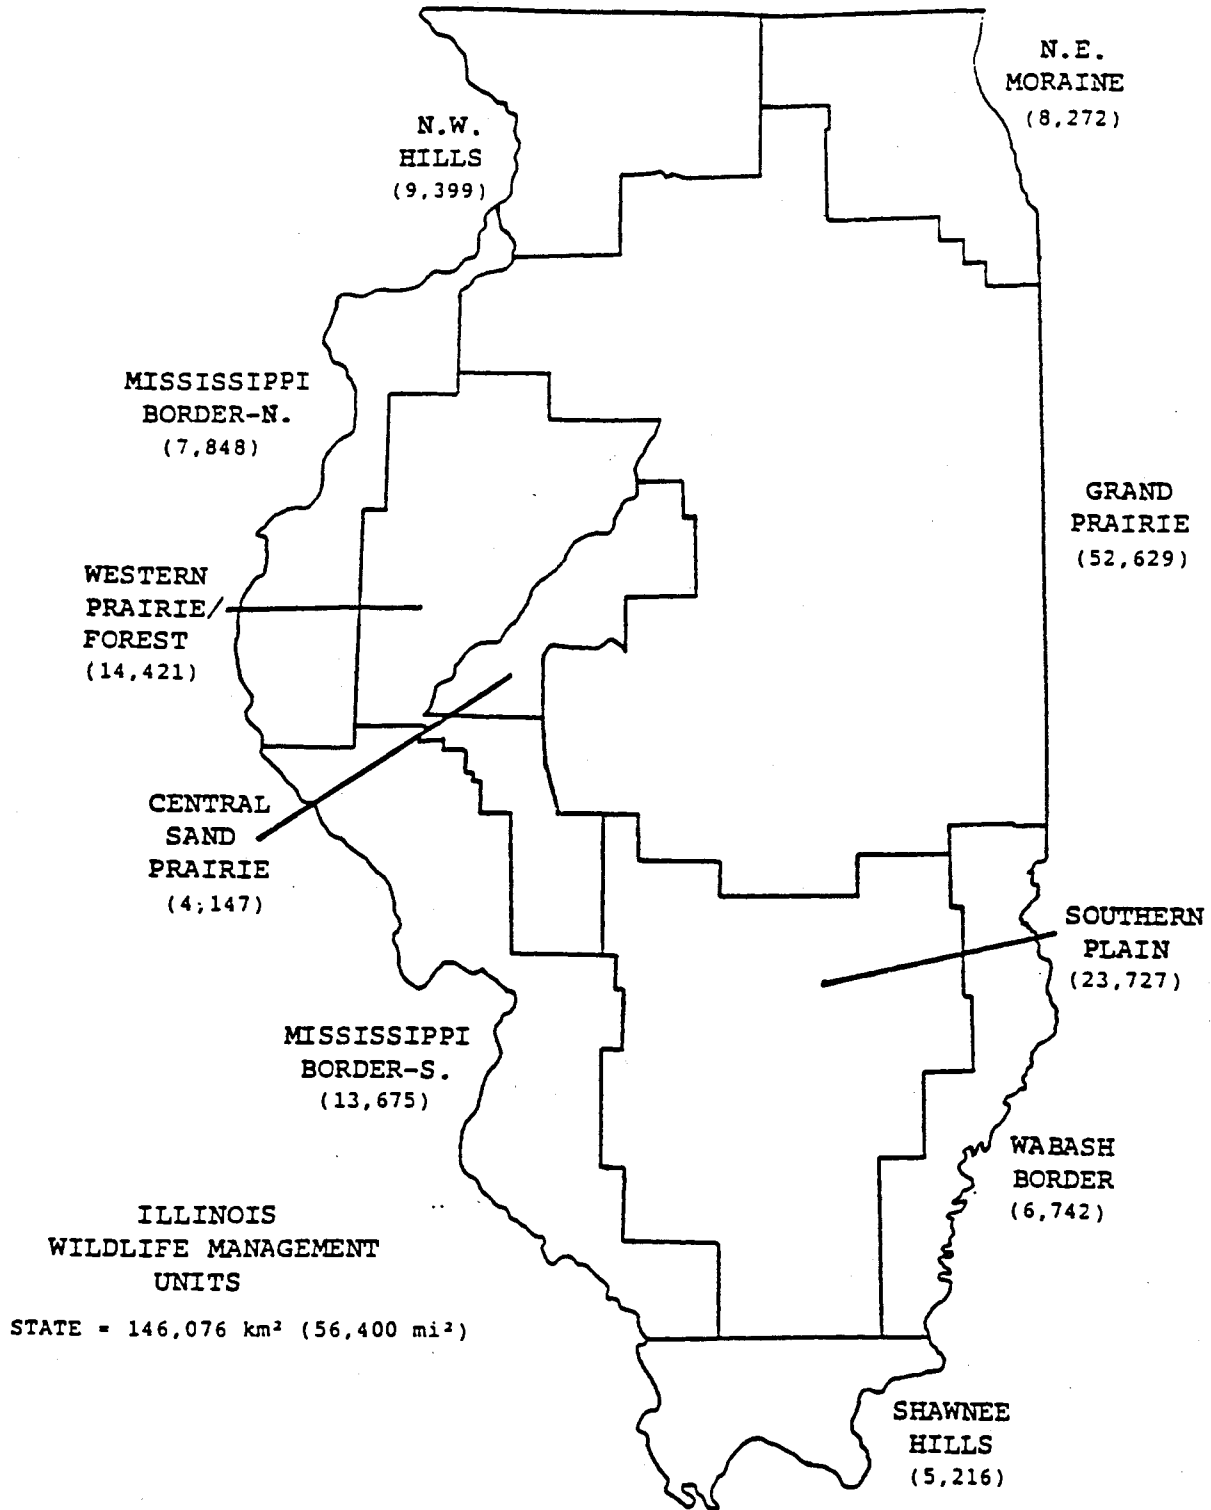 N.E.
MORAINE
(8,272)
N.W.
HILLS
(9,399)
MISSISSIPPI
BORDER-N.
(7,848)
GRAND
PRAIRIE
(52,629)
WESTERN
PRAIRIE/
FOREST
(14,421)
CENTRAL
SAND
PRAIRIE
(4;147)
SOUTHERN
PLAIN
(23,727)
MISSISSIPPI
BORDER-S.
(13,675)
WABASH
BORDER
(6,742)
ILLINOIS
WILDLIFE MANAGEMENT
UNITS
STATE = 146,076 km² (56,400 mi²)
SHAWNEE
HILLS
(5,216)